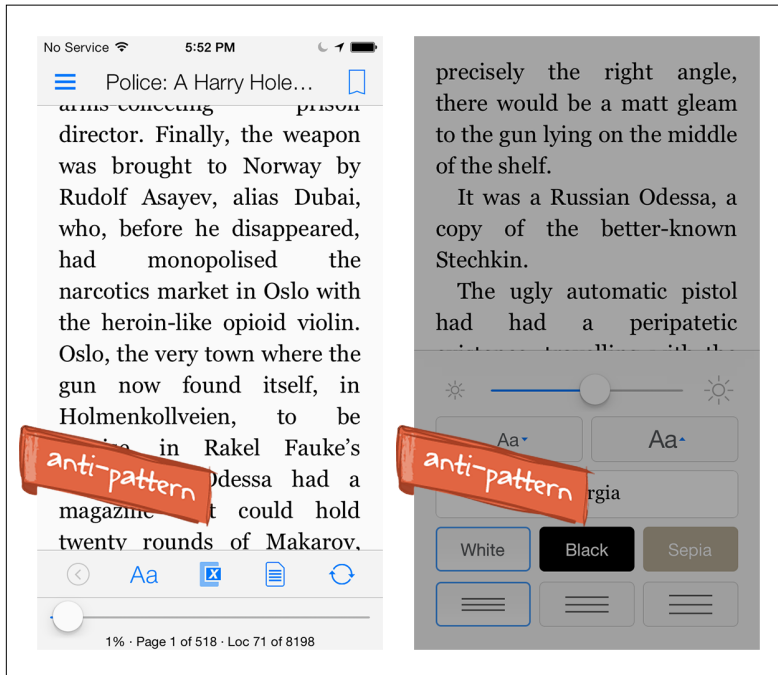 No Service 5:52 PM
Police: A Harry Hole...
director. Finally, the weapon
was brought to Norway by
Rudolf Asayev, alias Dubai,
who, before he disappeared,
had monopolised the
narcotics market in Oslo with
the heroin-like opioid violin.
Oslo, the very town where the
gun now found itself, in
Holmenkollveien, to be
in Rakel Fauke's
anti-pattern
Odessa had a
could hold
twenty rounds of Makarov,
Aa X
1% · Page 1 of 518 · Loc 71 of 8198
precisely the right angle,
there would be a matt gleam
to the gun lying on the middle
of the shelf.
It was a Russian Odessa, a
copy of the better-known
Stechkin.
The ugly automatic pistol
had had a peripatetic
Aa Aa
anti-pattern
White Black Sepia